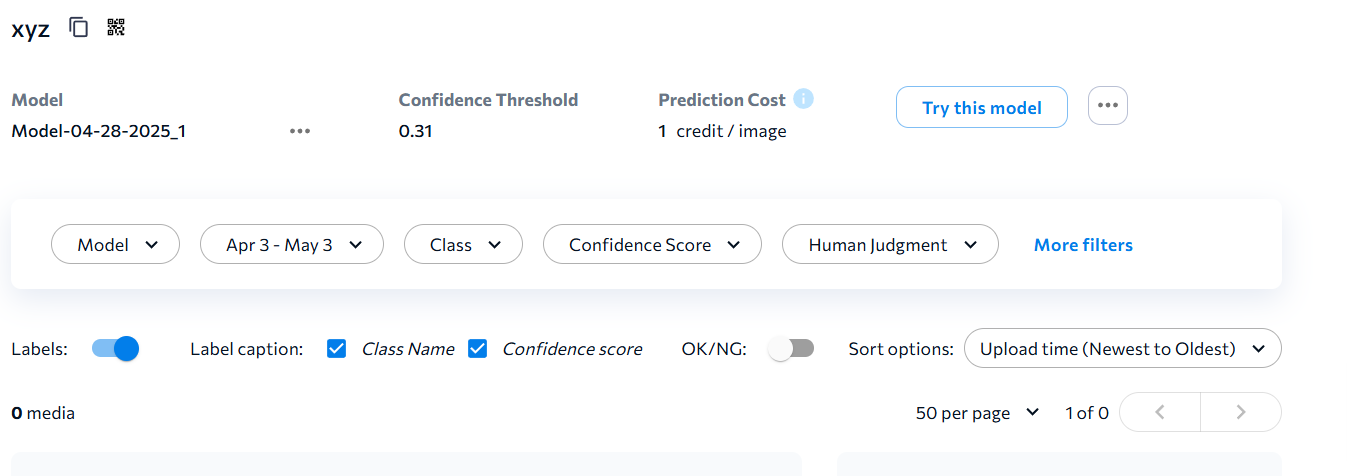 xyz
Model Confidence Threshold Prediction Cost
Try this model
Model-04-28-2025_1 0.31 1 credit / image
Model Apr 3 - May 3 Class Confidence Score Human Judgment More filters
Labels: Label caption: Class Name Confidence score OK/NG: Sort options: Upload time (Newest to Oldest)
0 media 50 per page 1 of 0